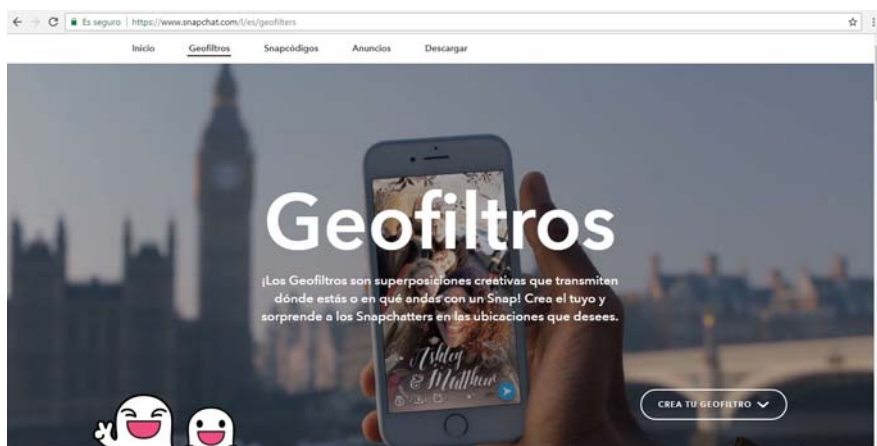 Es seguro | https://www.snapchat.com/l/es/geofilters
Inicio Geofiltros Snapcódigos Anuncios Descargar
Geofiltros
¡Los Geofiltros son superposiciones creativas que transmiten
dónde estás o en qué andas con un Snap! Crea el tuyo y
sorprende a los Snapchatters en las ubicaciones que desees.
Ashley
& Matthew
CREA TU GEOFILTRO